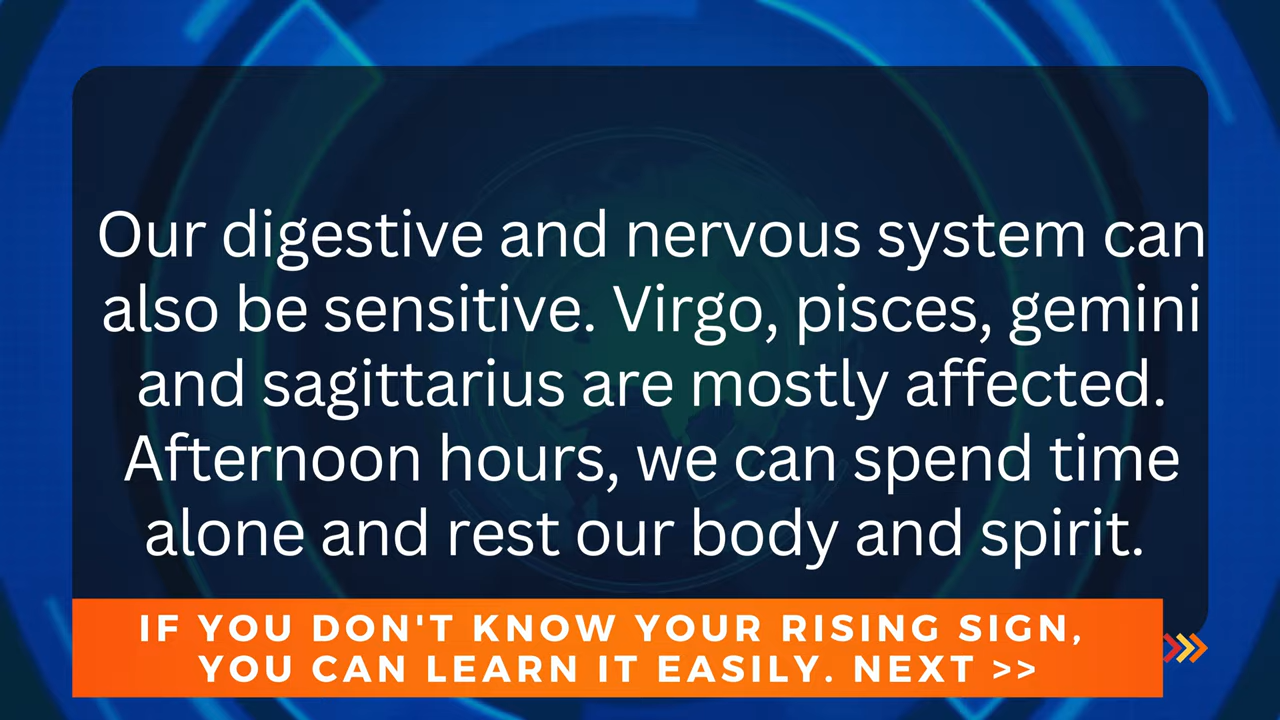 Our digestive and nervous system can
also be sensitive. Virgo, pisces, gemini
and sagittarius are mostly affected.
Afternoon hours, we can spend time
alone and rest our body and spirit.
IF YOU DON'T KNOW YOUR RISING SIGN,
YOU CAN LEARN IT EASILY. NEXT >>